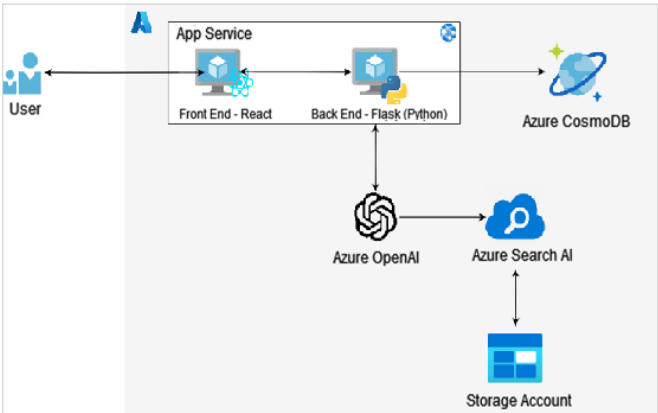 App Service
User
Front End - React
Back End - Flask (Python)
Azure CosmoDB
Azure OpenAI
Azure Search AI
Storage Account